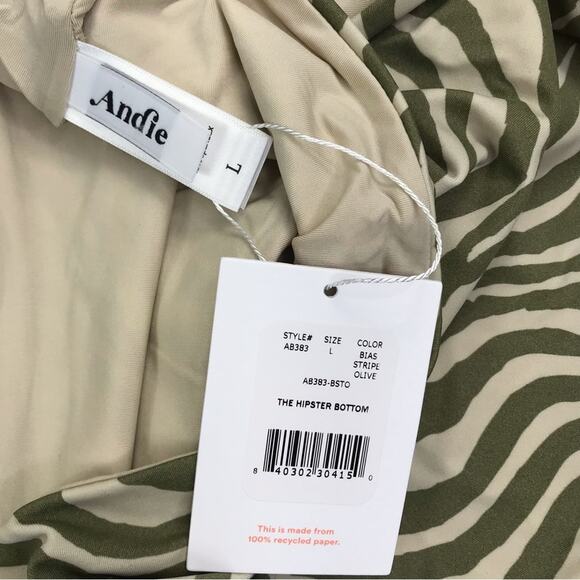 Andie
L
STYLE# SIZE COLOR
AB383 L BIAS
STRIPE
OLIVE
AB383-BSTO
THE HIPSTER BOTTOM
8 40302 30415 0
This is made from
100% recycled paper.